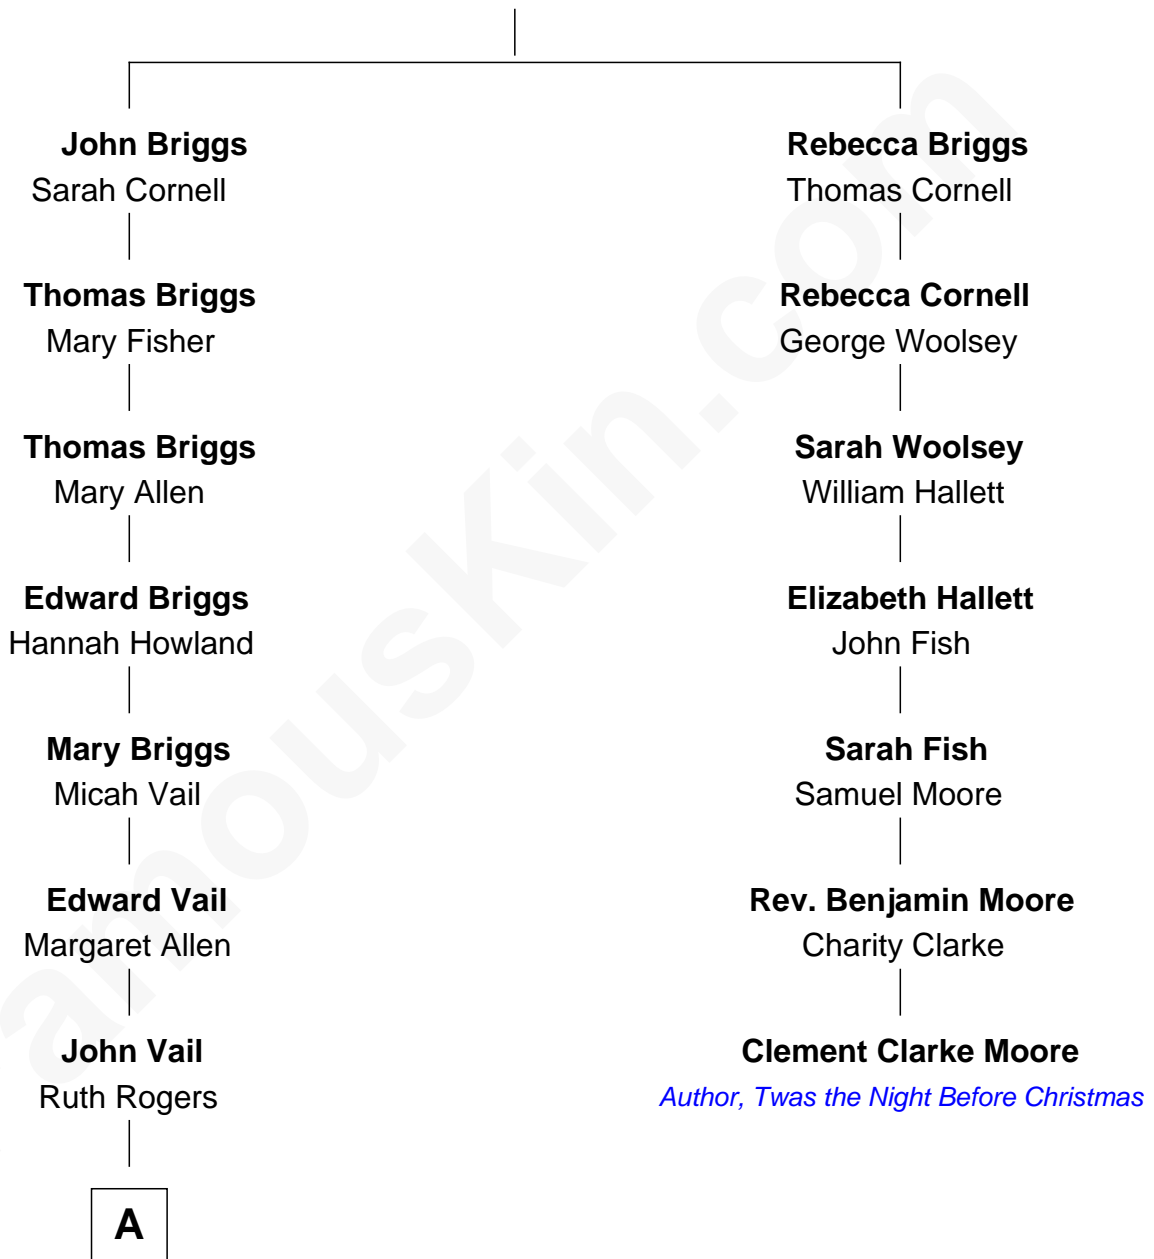 John Briggs
Sarah Cornell
Thomas Briggs
Mary Fisher
Thomas Briggs
Mary Allen
Edward Briggs
Hannah Howland
Mary Briggs
Micah Vail
Edward Vail
Margaret Allen
John Vail
Ruth Rogers
A
Rebecca Briggs
Thomas Cornell
Rebecca Cornell
George Woolsey
Sarah Woolsey
William Hallett
Elizabeth Hallett
John Fish
Sarah Fish
Samuel Moore
Rev. Benjamin Moore
Charity Clarke
Clement Clarke Moore
Author, Twas the Night Before Christmas
amousKin.com